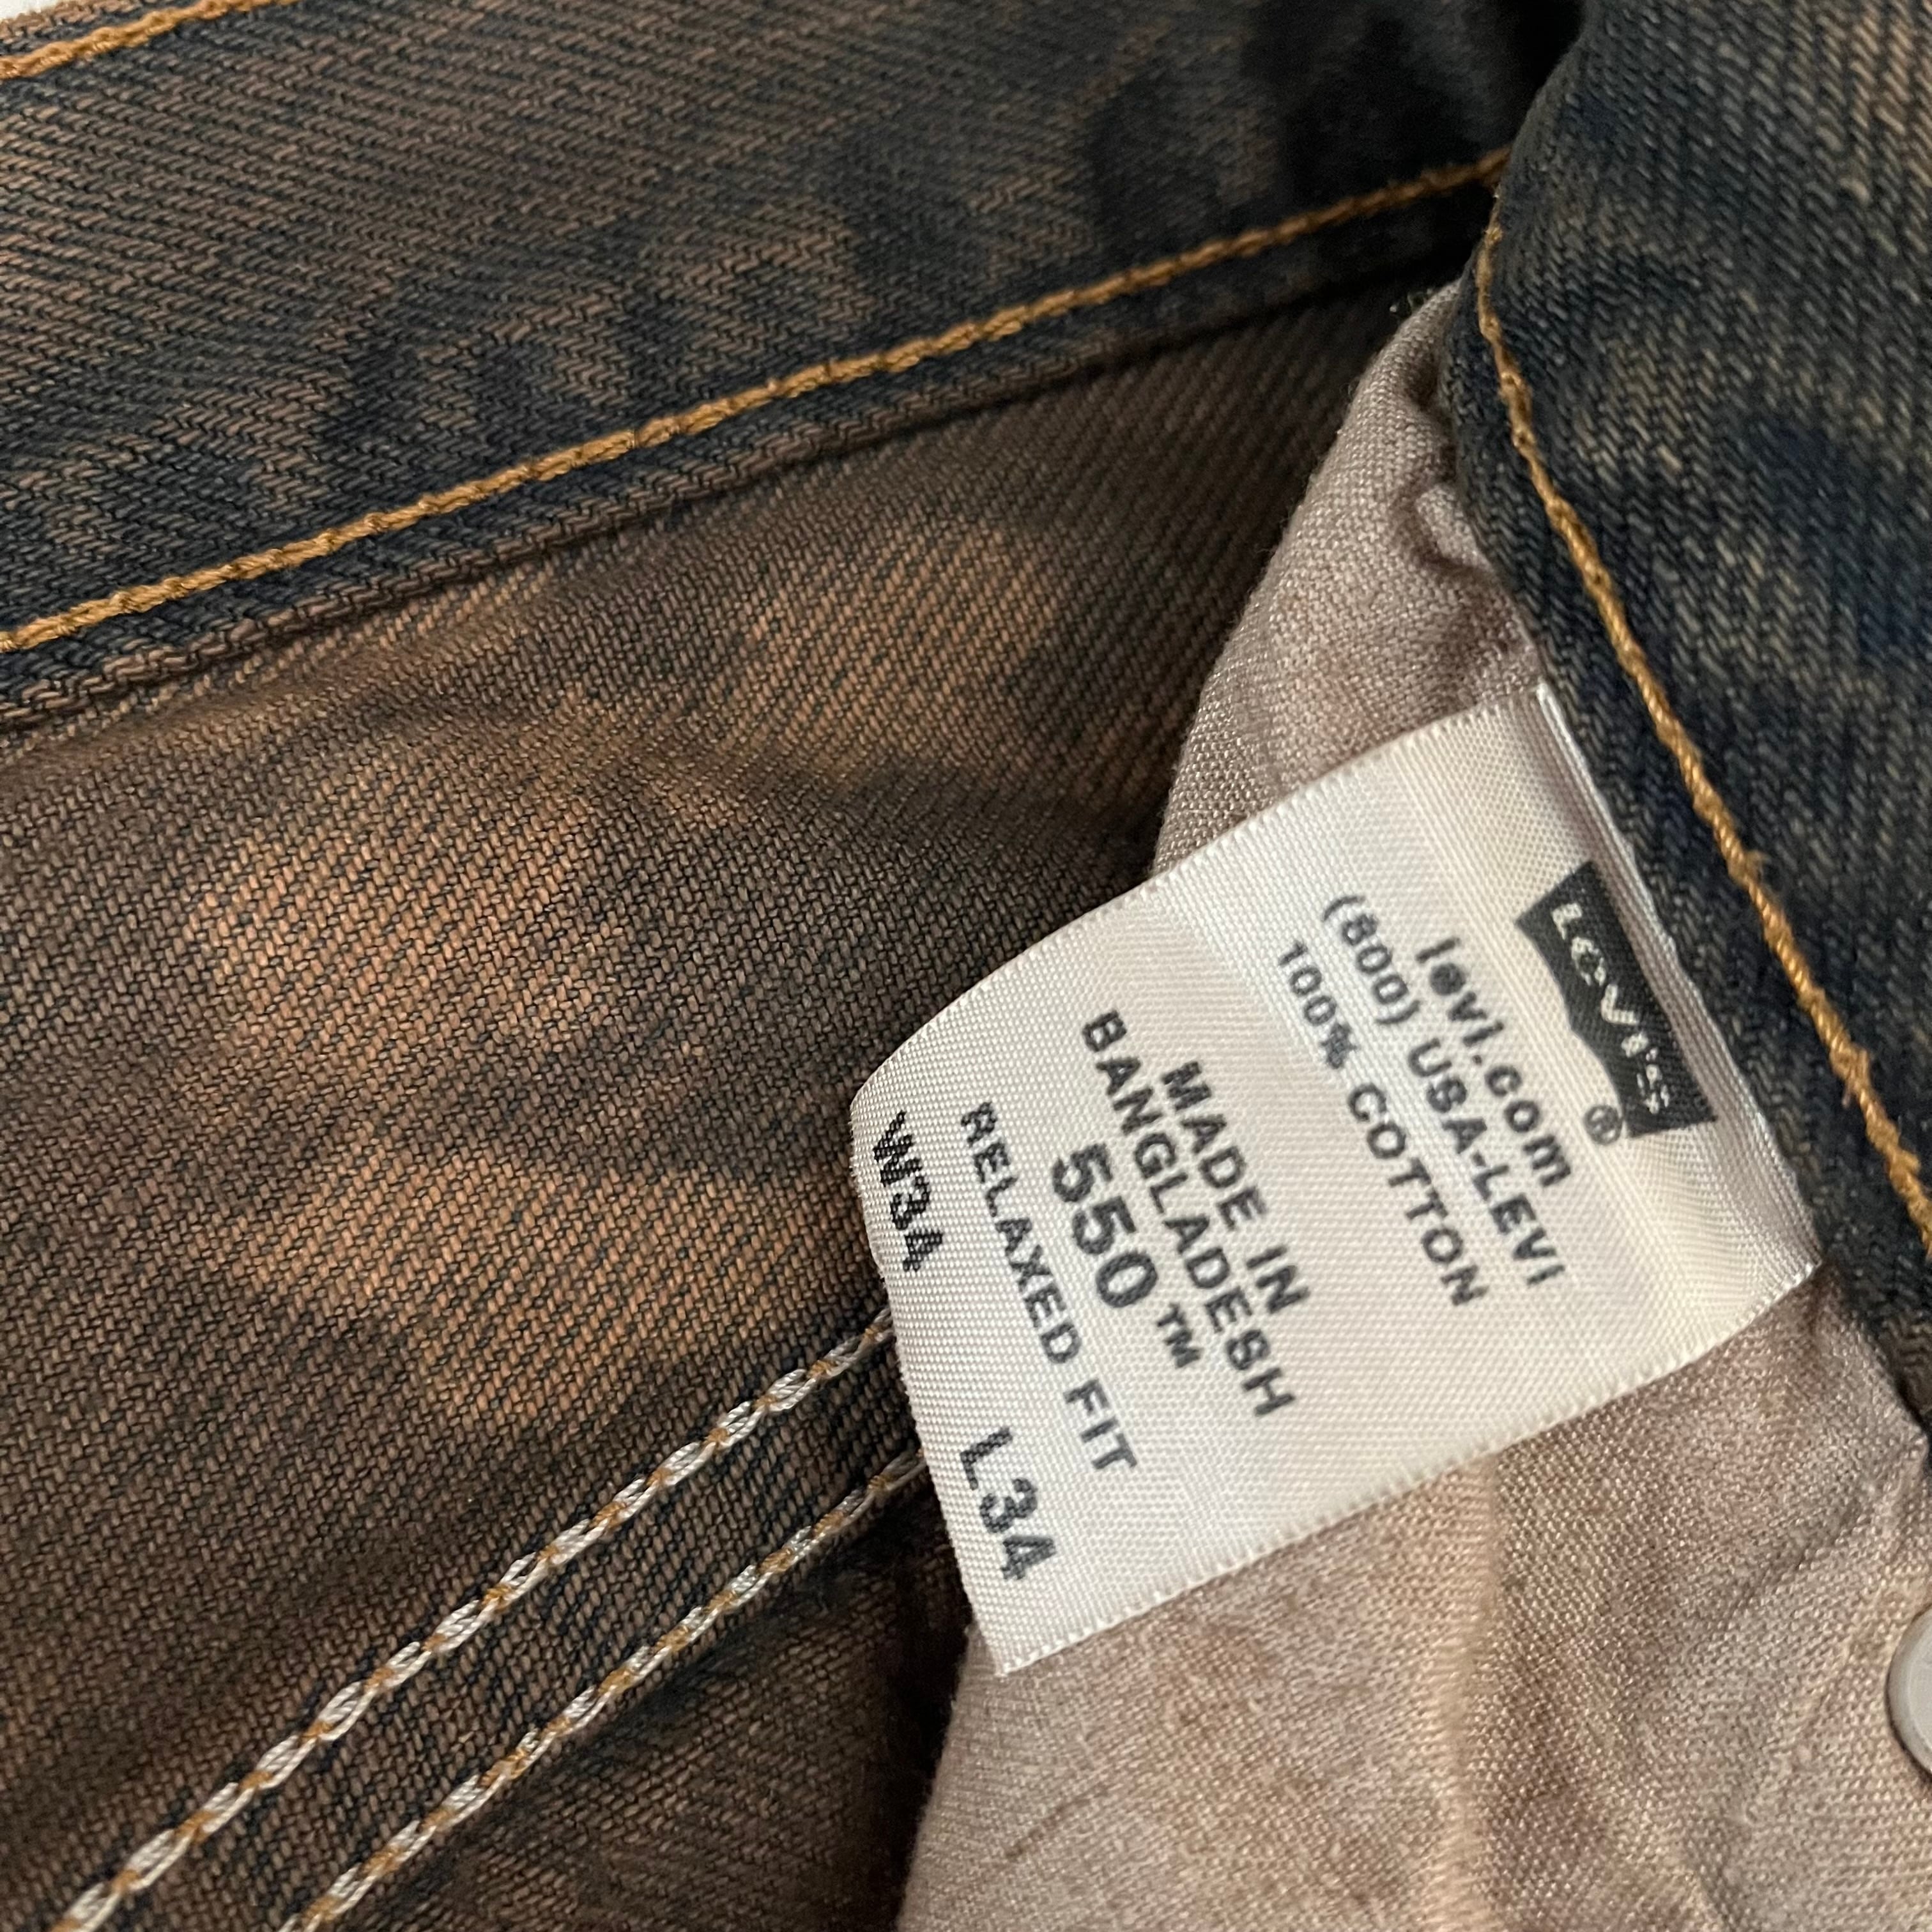 Levi's
®
levi.com
(800) USA-LEVI
100% COTTON
MADE IN
BANGLADESH
550™
RELAXED FIT
W34 L34